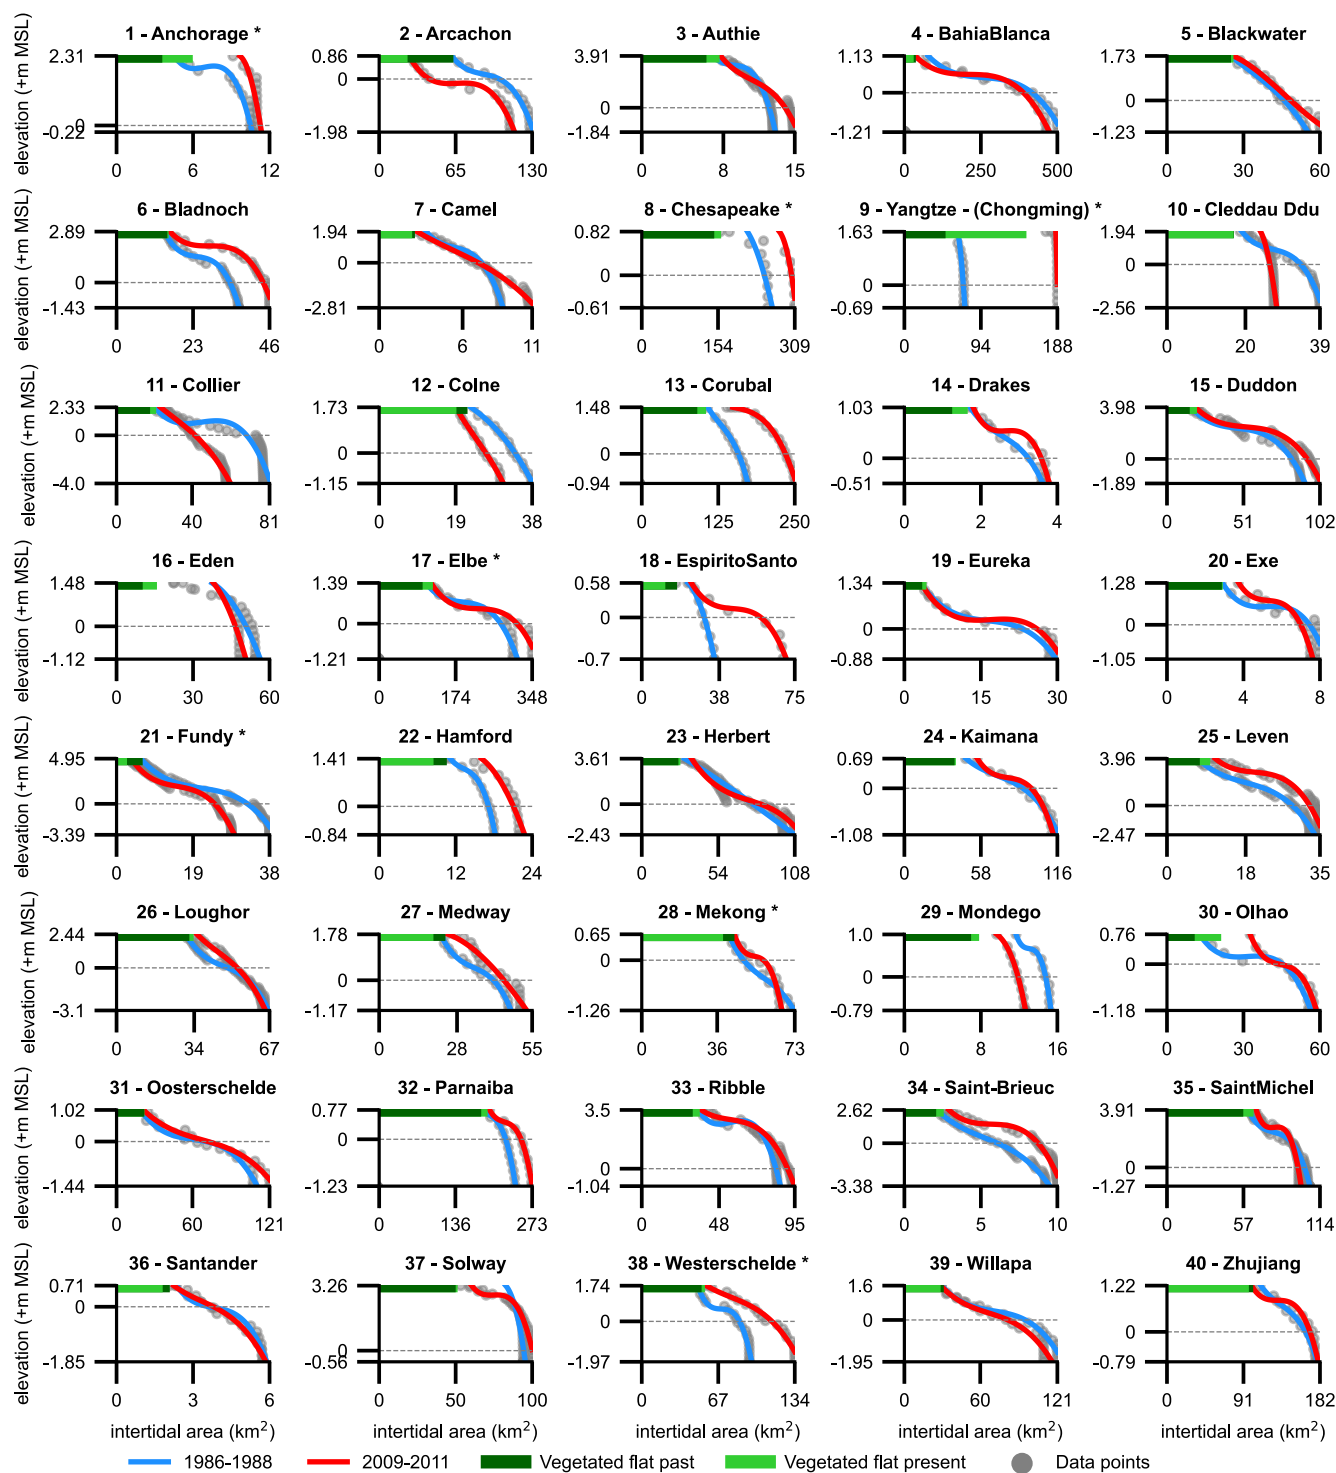 1 - Anchorage *
2 - Arcachon
3 - Authie
4 - BahiaBlanca
5 - Blackwater
elevation (+m MSL)
2.31
0
-0.22
0 6 12
0.86
0
-1.98
0 65 130
3.91
0
-1.84
0 8 15
1.13
0
-1.21
0 250 500
1.73
0
-1.23
0 30 60
6 - Bladnoch
7 - Camel
8 - Chesapeake *
9 - Yangtze - (Chongming) *
10 - Cleddau Ddu
elevation (+m MSL)
2.89
0
-1.43
0 23 46
1.94
0
-2.81
0 6 11
0.82
0
-0.61
0 154 309
1.63
0
-0.69
0 94 188
1.94
0
-2.56
0 20 39
11 - Collier
12 - Colne
13 - Corubal
14 - Drakes
15 - Duddon
elevation (+m MSL)
2.33
0
-4.0
0 40 81
1.73
0
-1.15
0 19 38
1.48
0
-0.94
0 125 250
1.03
0
-0.51
0 2 4
3.98
0
-1.89
0 51 102
16 - Eden
17 - Elbe *
18 - EspiritoSanto
19 - Eureka
20 - Exe
elevation (+m MSL)
1.48
0
-1.12
0 30 60
1.39
0
-1.21
0 174 348
0.58
0
-0.7
0 38 75
1.34
0
-0.88
0 15 30
1.28
0
-1.05
0 4 8
21 - Fundy *
22 - Hamford
23 - Herbert
24 - Kaimana
25 - Leven
elevation (+m MSL)
4.95
0
-3.39
0 19 38
1.41
0
-0.84
0 12 24
3.61
0
-2.43
0 54 108
0.69
0
-1.08
0 58 116
3.96
0
-2.47
0 18 35
26 - Loughor
27 - Medway
28 - Mekong *
29 - Mondego
30 - Olhao
elevation (+m MSL)
2.44
0
-3.1
0 34 67
1.78
0
-1.17
0 28 55
0.65
0
-1.26
0 36 73
1.0
0
-0.79
0 8 16
0.76
0
-1.18
0 30 60
31 - Oosterschelde
32 - Parnaiba
33 - Ribble
34 - Saint-Brieuc
35 - SaintMichel
elevation (+m MSL)
1.02
0
-1.44
0 60 121
0.77
0
-1.23
0 136 273
3.5
0
-1.04
0 48 95
2.62
0
-3.38
0 5 10
3.91
0
-1.27
0 57 114
36 - Santander
37 - Solway
38 - Westerschelde *
39 - Willapa
40 - Zhujiang
elevation (+m MSL)
0.71
0
-1.85
0 3 6
3.26
0
-0.56
0 50 100
1.74
0
-1.97
0 67 134
1.6
0
-1.95
0 60 121
1.22
0
-0.79
0 91 182
intertidal area (km²)
intertidal area (km²)
intertidal area (km²)
intertidal area (km²)
intertidal area (km²)
1986-1988
2009-2011
Vegetated flat past
Vegetated flat present
Data points